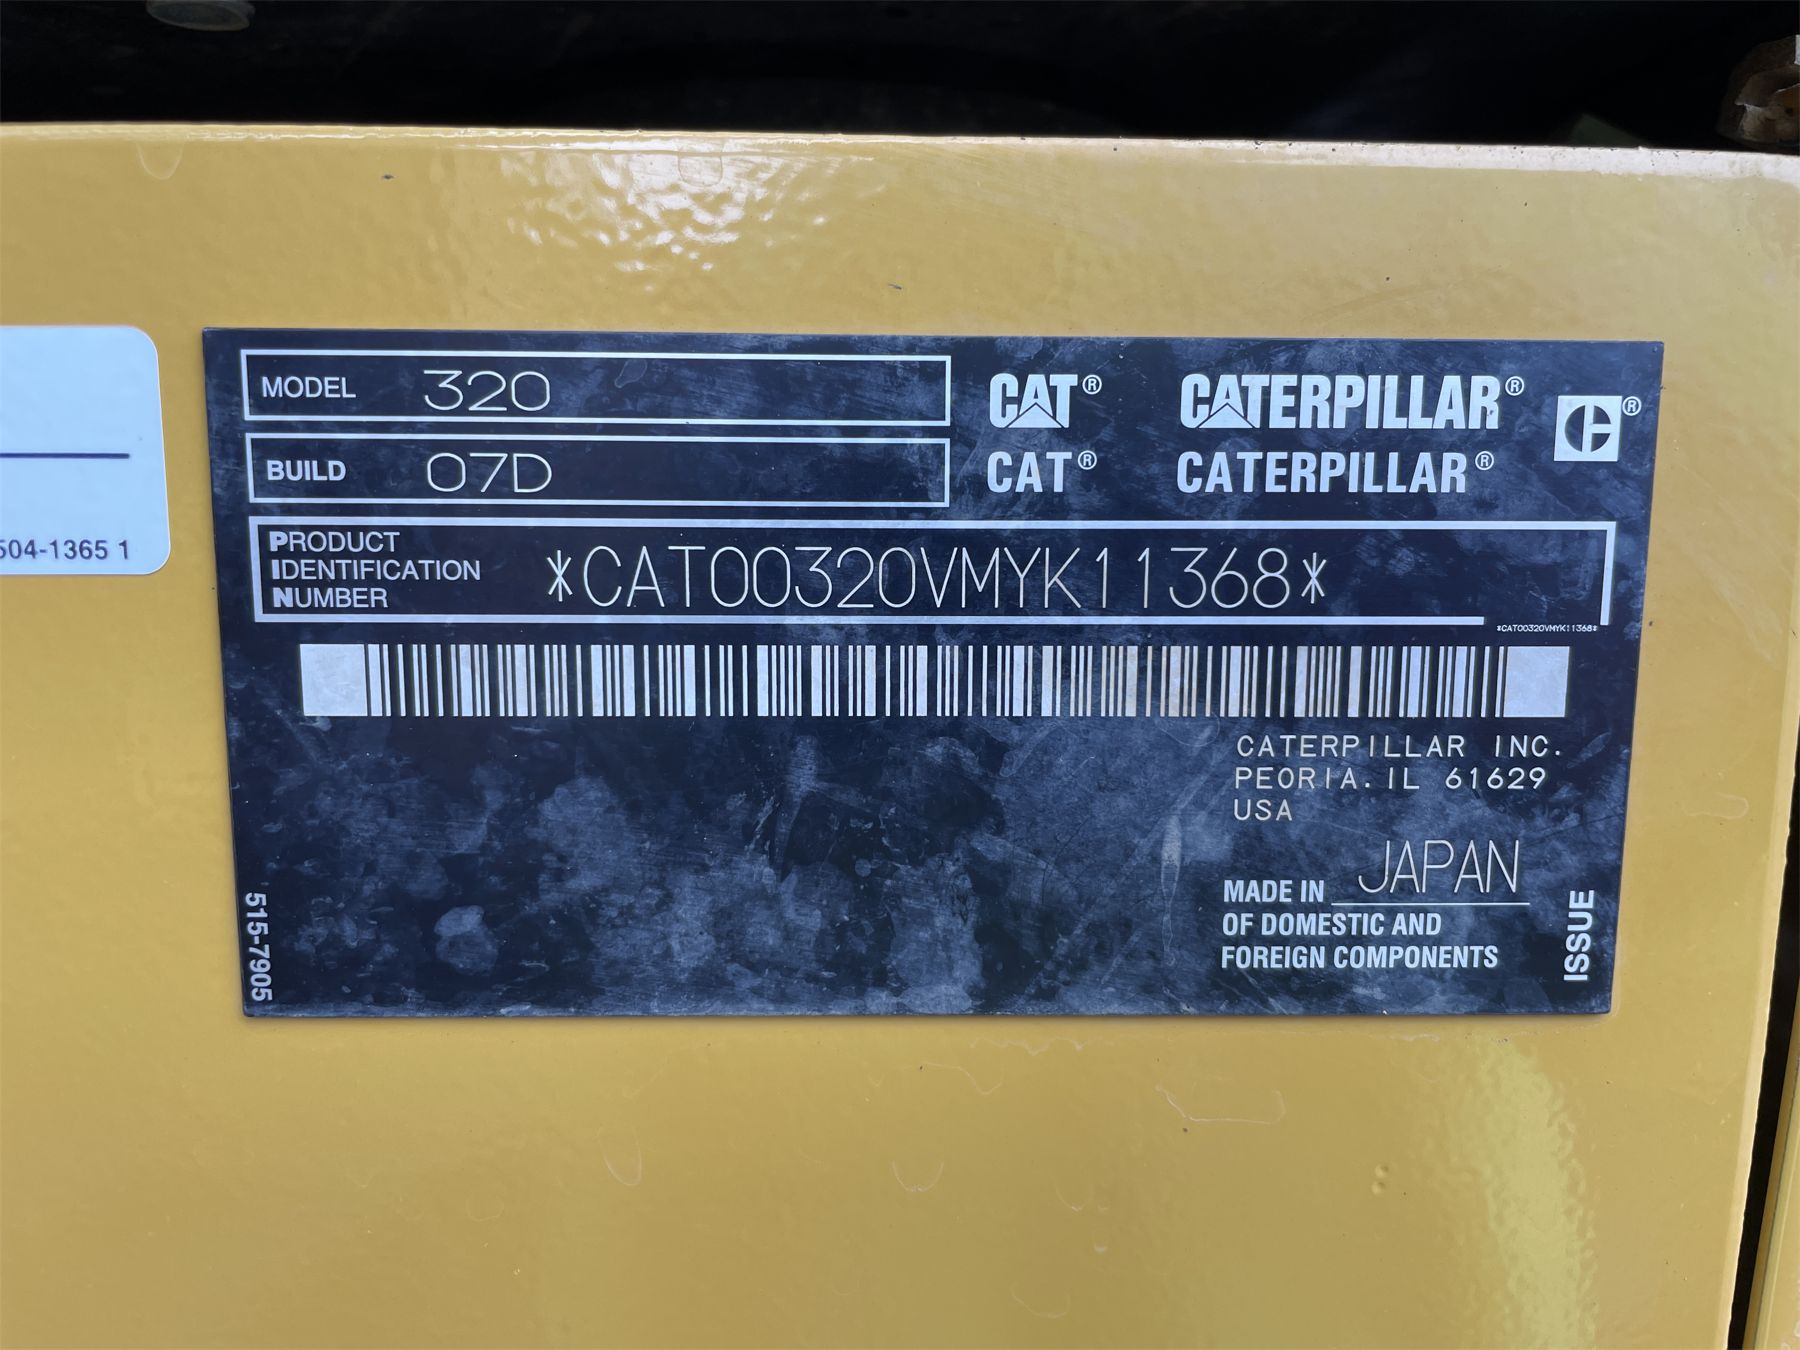 MODEL 320
BUILD 07D
CAT® CATERPILLAR®
CAT® CATERPILLAR®
PRODUCT
IDENTIFICATION
NUMBER
*CAT00320VMYK11368*
*CAT00320VMYK11368*
504-1365 1
CATERPILLAR INC.
PEORIA. IL 61629
USA
MADE IN JAPAN
OF DOMESTIC AND
FOREIGN COMPONENTS
515-7905
ISSUE